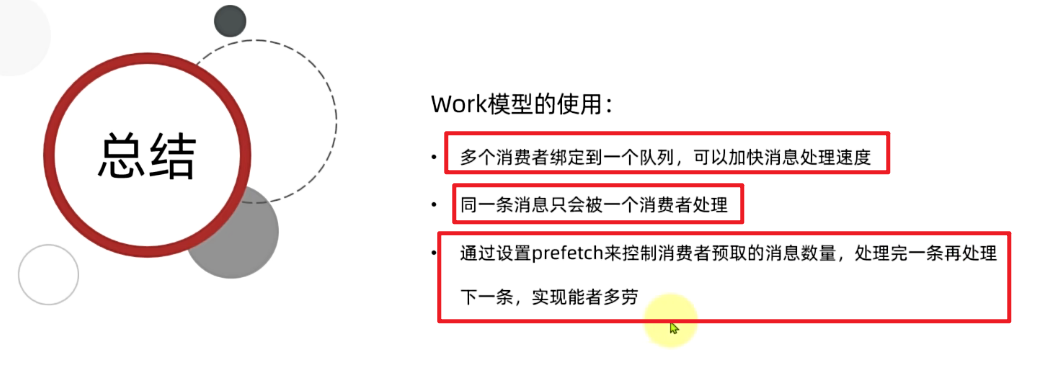 总结
Work模型的使用：
• 多个消费者绑定到一个队列，可以加快消息处理速度
• 同一条消息只会被一个消费者处理
• 通过设置prefetch来控制消费者预取的消息数量，处理完一条再处理
下一条，实现能者多劳